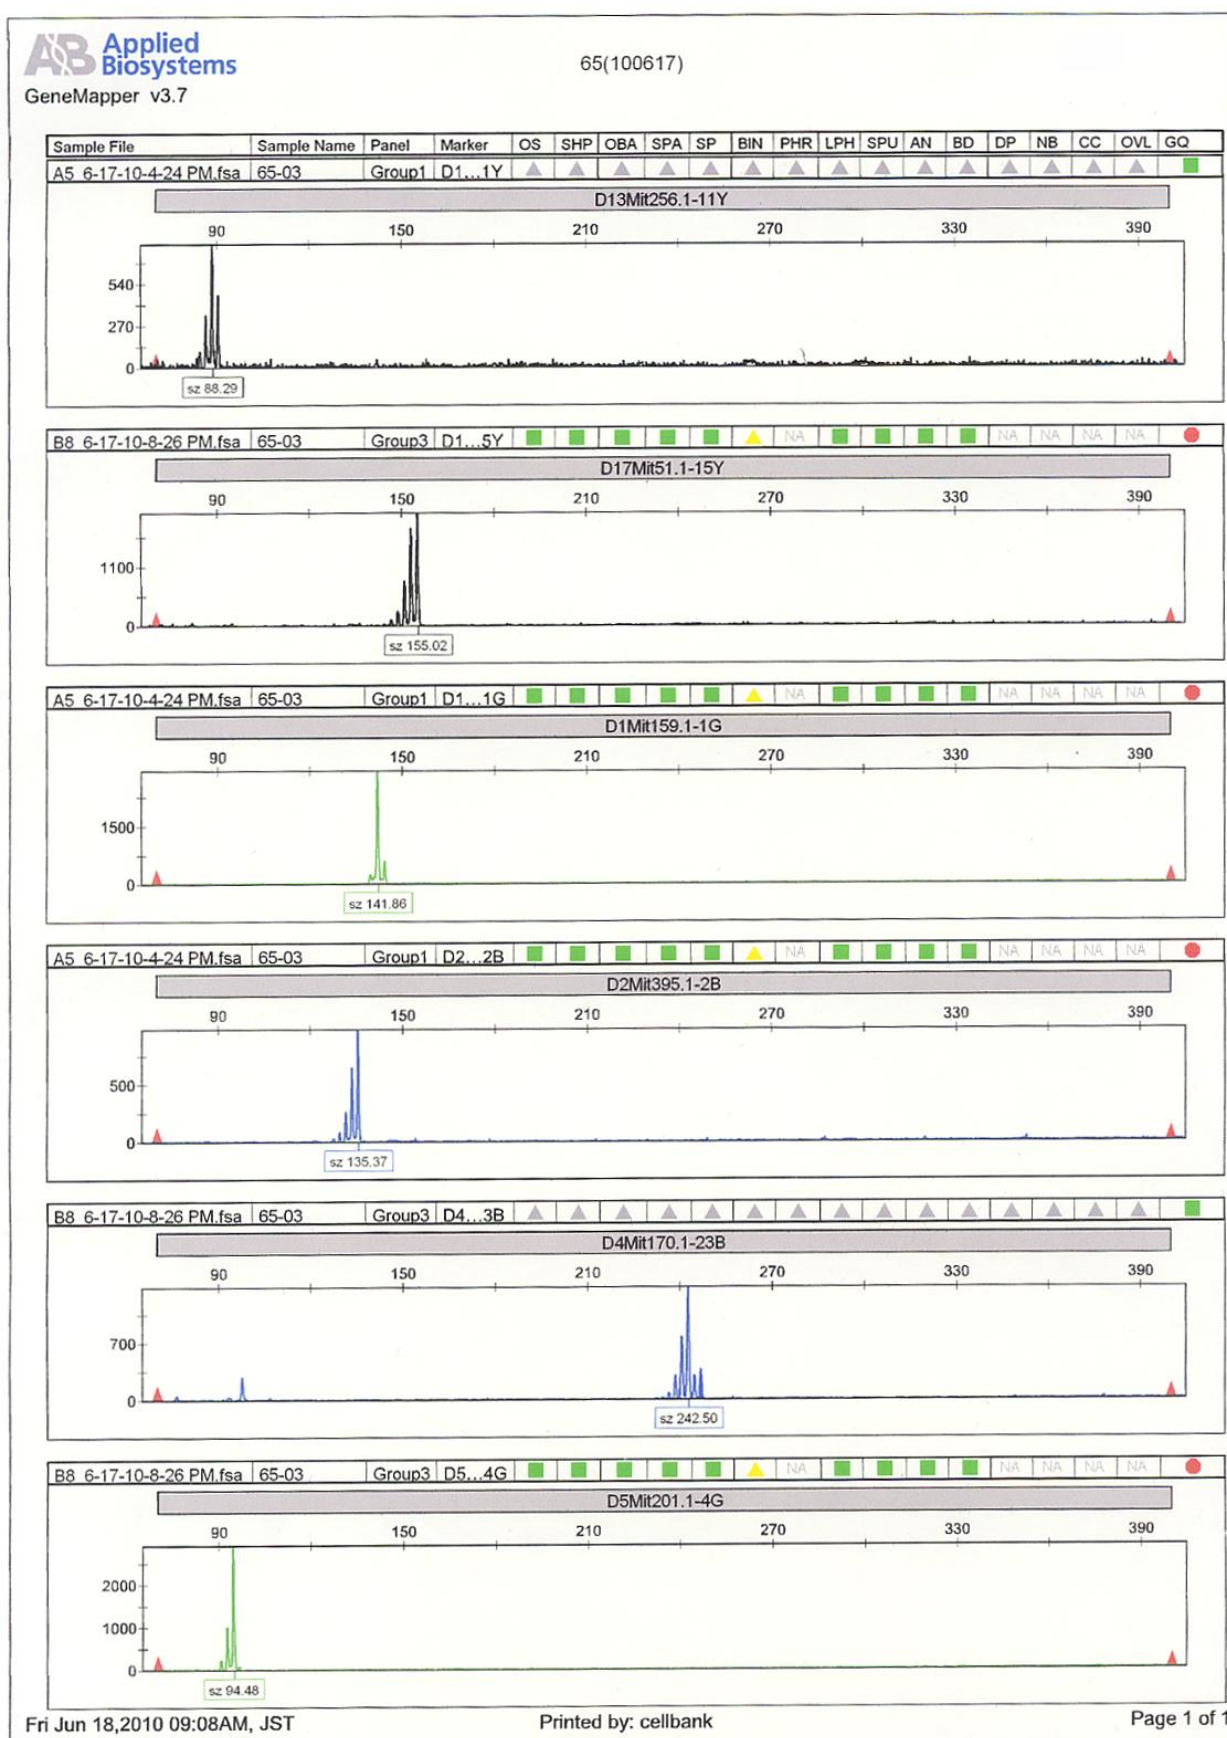 Applied
Biosystems
65(100617)
GeneMapper v3.7
Sample File Sample Name Panel Marker OS SHP OBA SPA SP BIN PHR LPH SPU AN BD DP NB CC OVL GQ
A5_6-17-10-4-24 PM.fsa 65-03 Group1 D1...1Y
D13Mit256.1-11Y
90 150 210 270 330 390
540
270
0
sz 88.29
B8_6-17-10-8-26 PM.fsa 65-03 Group3 D1...5Y NA NA NA NA NA
D17Mit51.1-15Y
90 150 210 270 330 390
1100
0
sz 155.02
A5_6-17-10-4-24 PM.fsa 65-03 Group1 D1...1G NA NA NA NA NA
D1Mit159.1-1G
90 150 210 270 330 390
1500
0
sz 141.86
A5_6-17-10-4-24 PM.fsa 65-03 Group1 D2...2B NA NA NA NA NA
D2Mit395.1-2B
90 150 210 270 330 390
500
0
sz 135.37
B8_6-17-10-8-26 PM.fsa 65-03 Group3 D4...3B
D4Mit170.1-23B
90 150 210 270 330 390
700
0
sz 242.50
B8_6-17-10-8-26 PM.fsa 65-03 Group3 D5...4G NA NA NA NA NA
D5Mit201.1-4G
90 150 210 270 330 390
2000
1000
0
sz 94.48
Fri Jun 18,2010 09:08AM, JST Printed by: cellbank Page 1 of 1